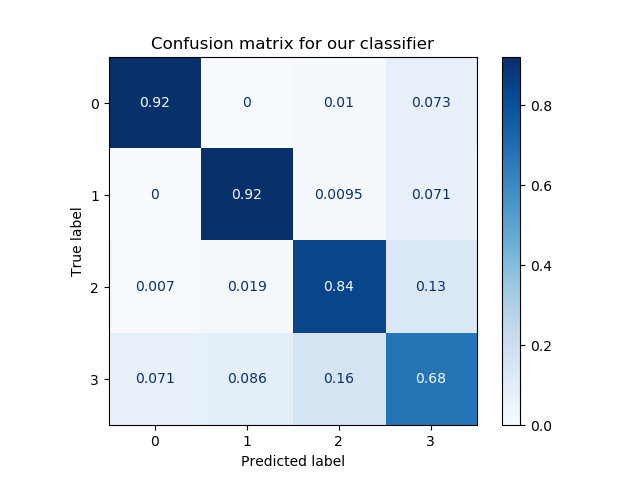 Confusion matrix for our classifier
0 0.92 0 0.01 0.073
1 0 0.92 0.0095 0.071
2 0.007 0.019 0.84 0.13
3 0.071 0.086 0.16 0.68
0 1 2 3
Predicted label
True label
0.8
0.6
0.4
0.2
0.0